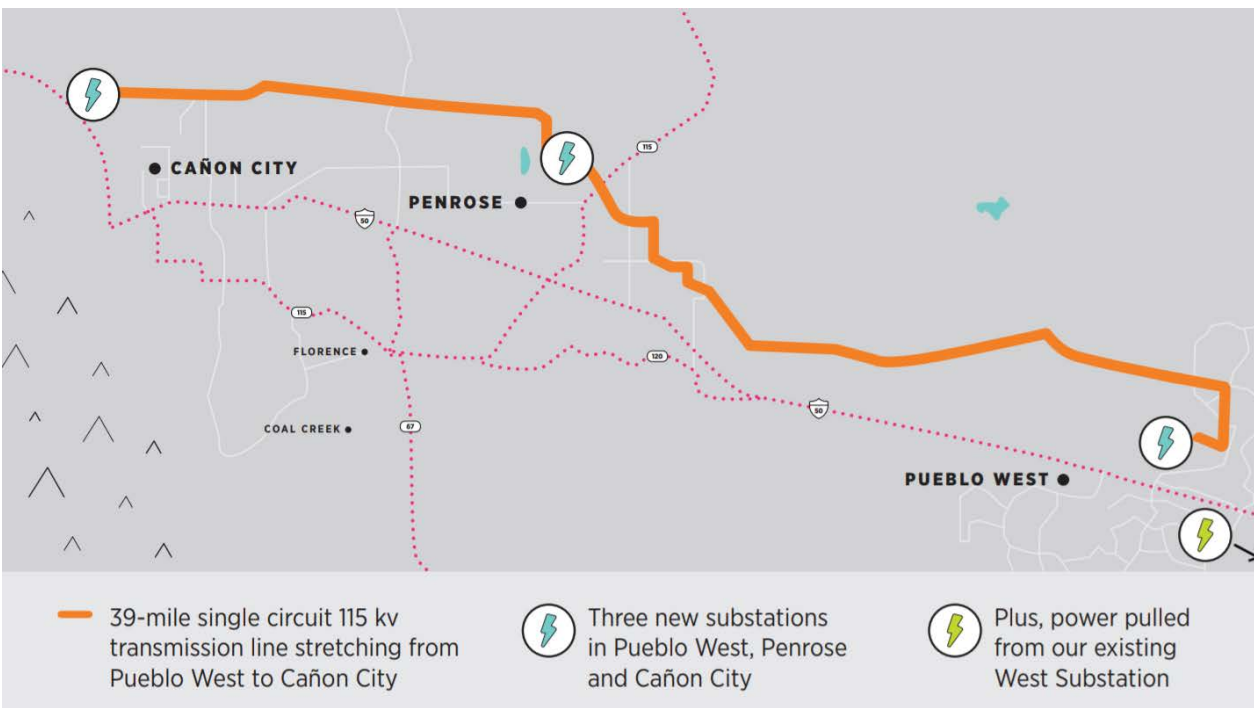 115
CAÑON CITY
PENROSE
50
115
FLORENCE
120
50
COAL CREEK
67
PUEBLO WEST
39-mile single circuit 115 kv
transmission line stretching from
Pueblo West to Cañon City
Three new substations
in Pueblo West, Penrose
and Cañon City
Plus, power pulled
from our existing
West Substation